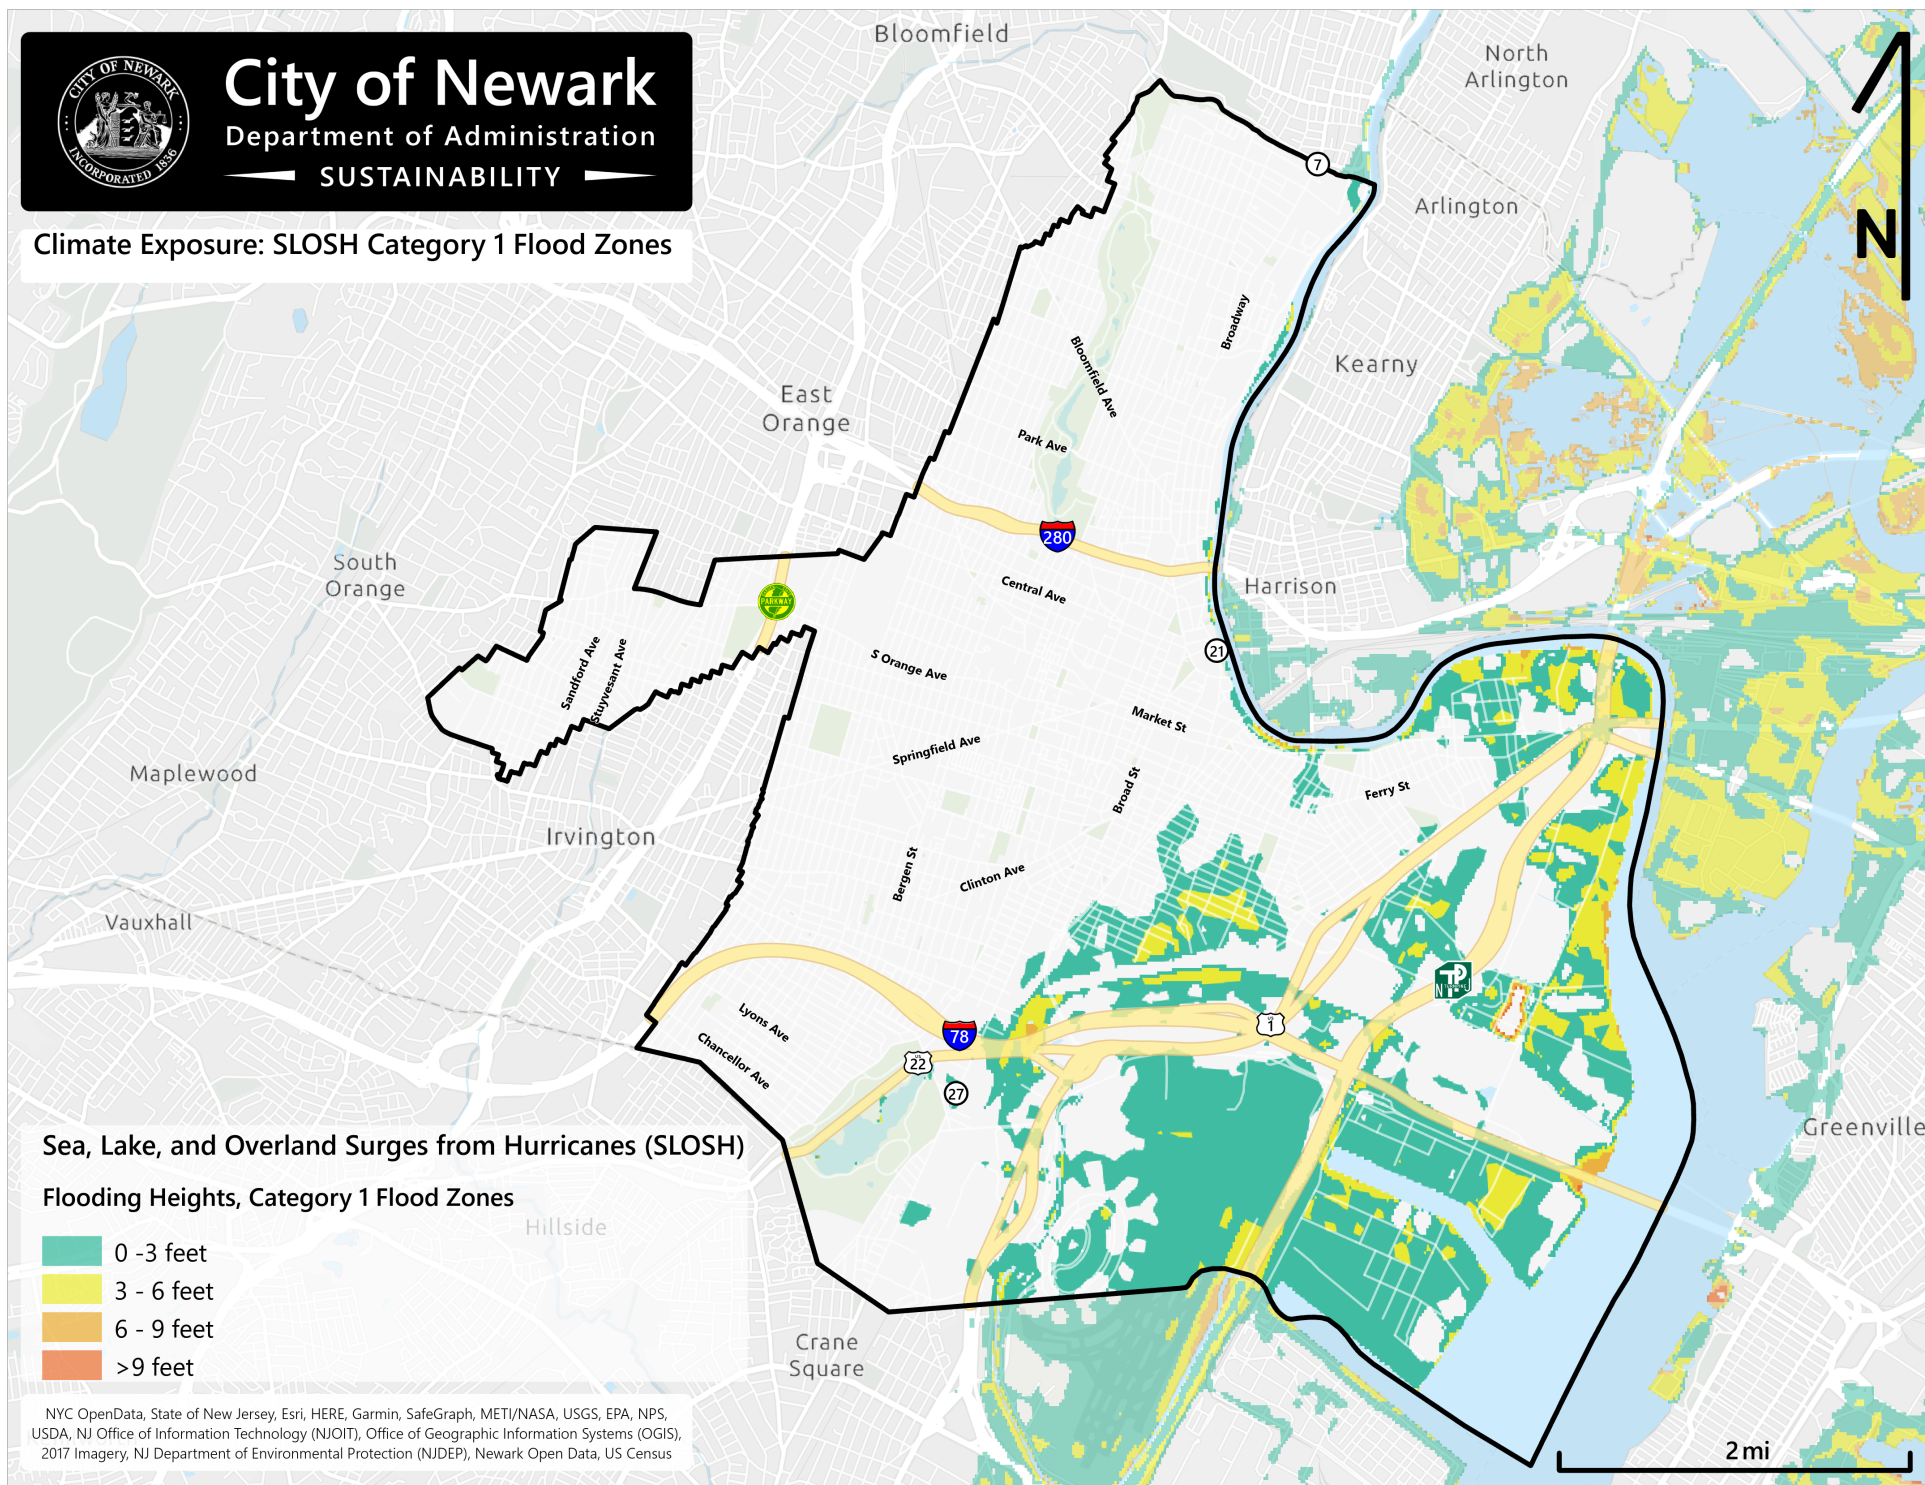 CITY OF NEWARK
INCORPORATED 1836
City of Newark
Department of Administration
SUSTAINABILITY
Climate Exposure: SLOSH Category 1 Flood Zones
Bloomfield
North
Arlington
7
Arlington
N
Broadway
Kearny
Bloomfield Ave
East
Orange
Park Ave
280
South
Orange
Central Ave
Harrison
PARKWAY
21
Sandford Ave
Stuyvesant Ave
S Orange Ave
Market St
Springfield Ave
Maplewood
Broad St
Ferry St
Irvington
Bergen St
Clinton Ave
Vauxhall
N TP J
Lyons Ave
78
US
1
Chancellor Ave
US
22
27
Greenville
Sea, Lake, and Overland Surges from Hurricanes (SLOSH)
Flooding Heights, Category 1 Flood Zones
Hillside
0 -3 feet
3 - 6 feet
6 - 9 feet
>9 feet
Crane
Square
NYC OpenData, State of New Jersey, Esri, HERE, Garmin, SafeGraph, METI/NASA, USGS, EPA, NPS,
USDA, NJ Office of Information Technology (NJOIT), Office of Geographic Information Systems (OGIS),
2017 Imagery, NJ Department of Environmental Protection (NJDEP), Newark Open Data, US Census
2 mi